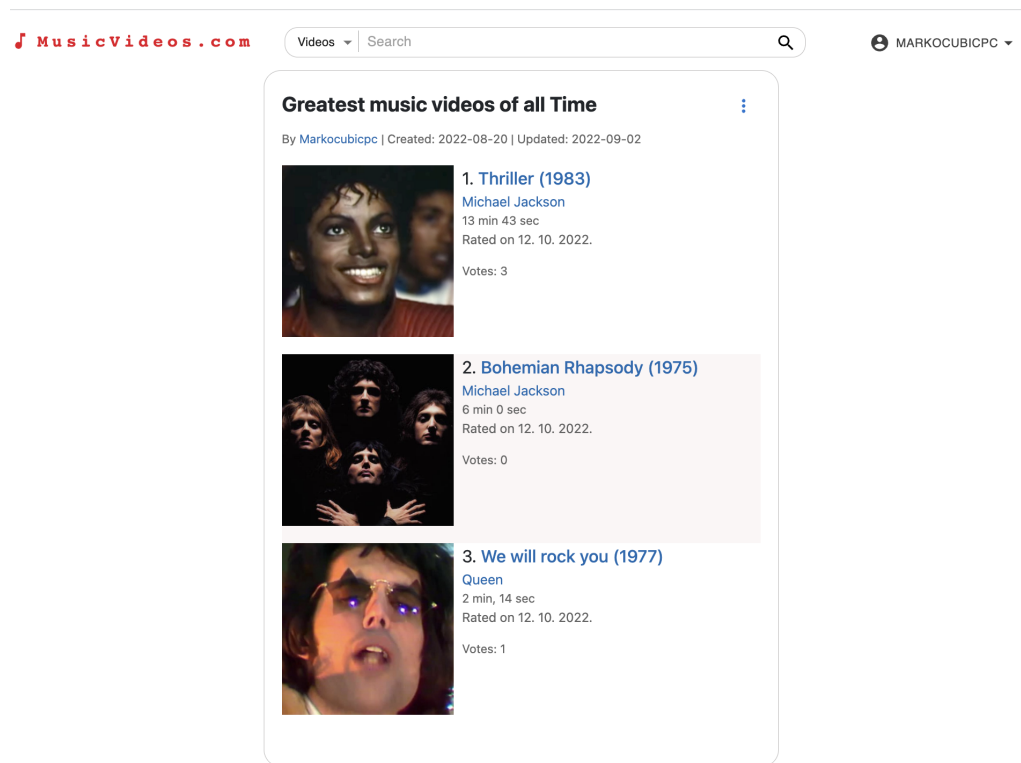 MusicVideos.com
Videos Search MARKOCUBICPC
Greatest music videos of all Time
By Markocubicpc | Created: 2022-08-20 | Updated: 2022-09-02
1. Thriller (1983)
Michael Jackson
13 min 43 sec
Rated on 12. 10. 2022.
Votes: 3
2. Bohemian Rhapsody (1975)
Michael Jackson
6 min 0 sec
Rated on 12. 10. 2022.
Votes: 0
3. We will rock you (1977)
Queen
2 min, 14 sec
Rated on 12. 10. 2022.
Votes: 1